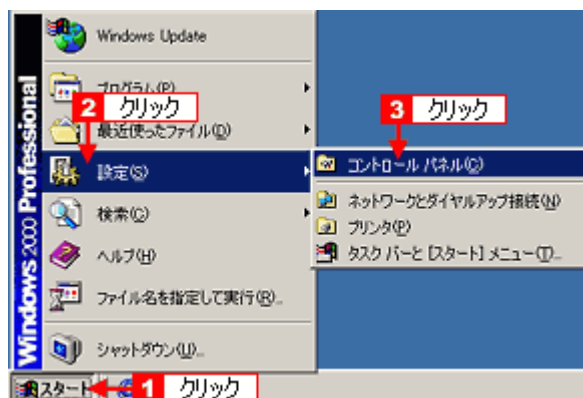 Windows Update
プログラム(P)
2 クリック
最近使ったファイル(D)
設定(S)
検索(C)
ヘルプ(H)
ファイル名を指定して実行(R)...
シャットダウン(U)...
Windows 2000 Professional
3 クリック
コントロール パネル(C)
ネットワークとダイヤルアップ接続(N)
プリンタ(P)
タスク バーと [スタート] メニュー(T)...
スタート
1 クリック